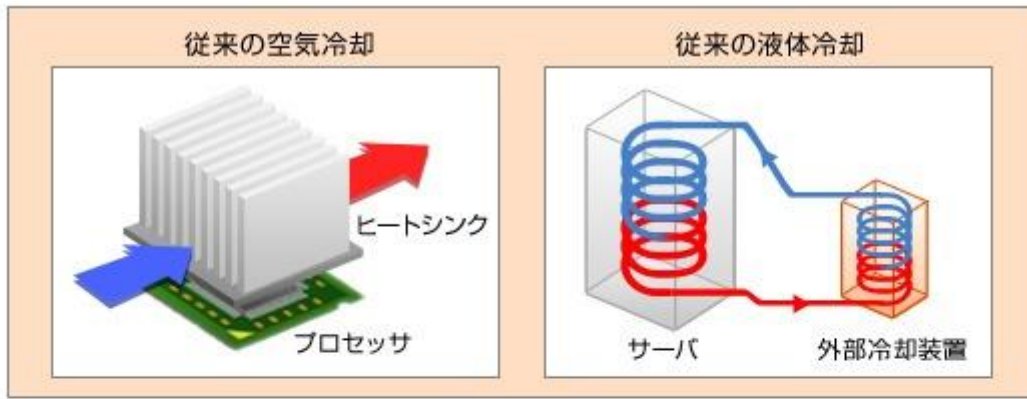 従来の空気冷却
従来の液体冷却
ヒートシンク
プロセッサ
サーバ
外部冷却装置